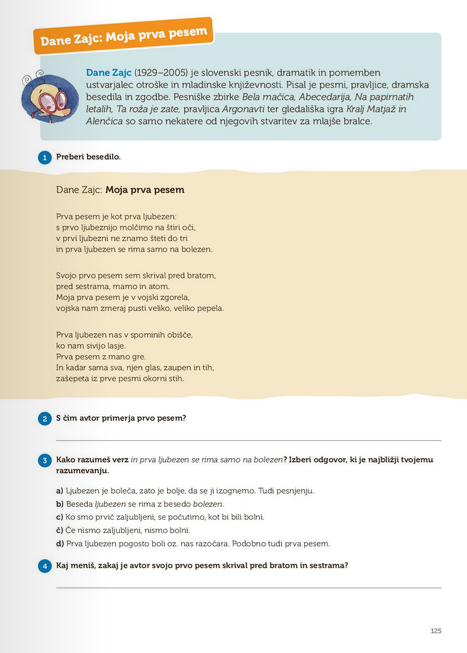 Dane Zajc: Moja prva pesem
Dane Zajc (1929–2005) je slovenski pesnik, dramatik in pomemben
ustvarjalec otroške in mladinske književnosti. Pisal je pesmi, pravljice, dramska
besedila in zgodbe. Pesniške zbirke Bela mačica, Abecedarija, Na papirnatih
letalih, Ta roža je zate, pravljica Argonavti ter gledališka igra Kralj Matjaž in
Alenčica so samo nekatere od njegovih stvaritev za mlajše bralce.
1 Preberi besedilo.
Dane Zajc: Moja prva pesem
Prva pesem je kot prva ljubezen:
s prvo ljubeznijo molčimo na štiri oči,
v prvi ljubezni ne znamo šteti do tri
in prva ljubezen se rima samo na bolezen.
Svojo prvo pesem sem skrival pred bratom,
pred sestrama, mamo in atom.
Moja prva pesem je v vojski zgorela,
vojska nam zmeraj pusti veliko, veliko pepela.
Prva ljubezen nas v spominih obišče,
ko nam sivijo lasje.
Prva pesem z mano gre.
In kadar sama sva, njen glas, zaupen in tih,
zašepeta iz prve pesmi okorni stih.
2 S čim avtor primerja prvo pesem?
3 Kako razumeš verz in prva ljubezen se rima samo na bolezen? Izberi odgovor, ki je najbližji tvojemu
razumevanju.
a) Ljubezen je boleča, zato je bolje, da se ji izognemo. Tudi pesnjenju.
b) Beseda ljubezen se rima z besedo bolezen.
c) Ko smo prvič zaljubljeni, se počutimo, kot bi bili bolni.
č) Če nismo zaljubljeni, nismo bolni.
d) Prva ljubezen pogosto boli oz. nas razočara. Podobno tudi prva pesem.
4 Kaj meniš, zakaj je avtor svojo prvo pesem skrival pred bratom in sestrama?
125